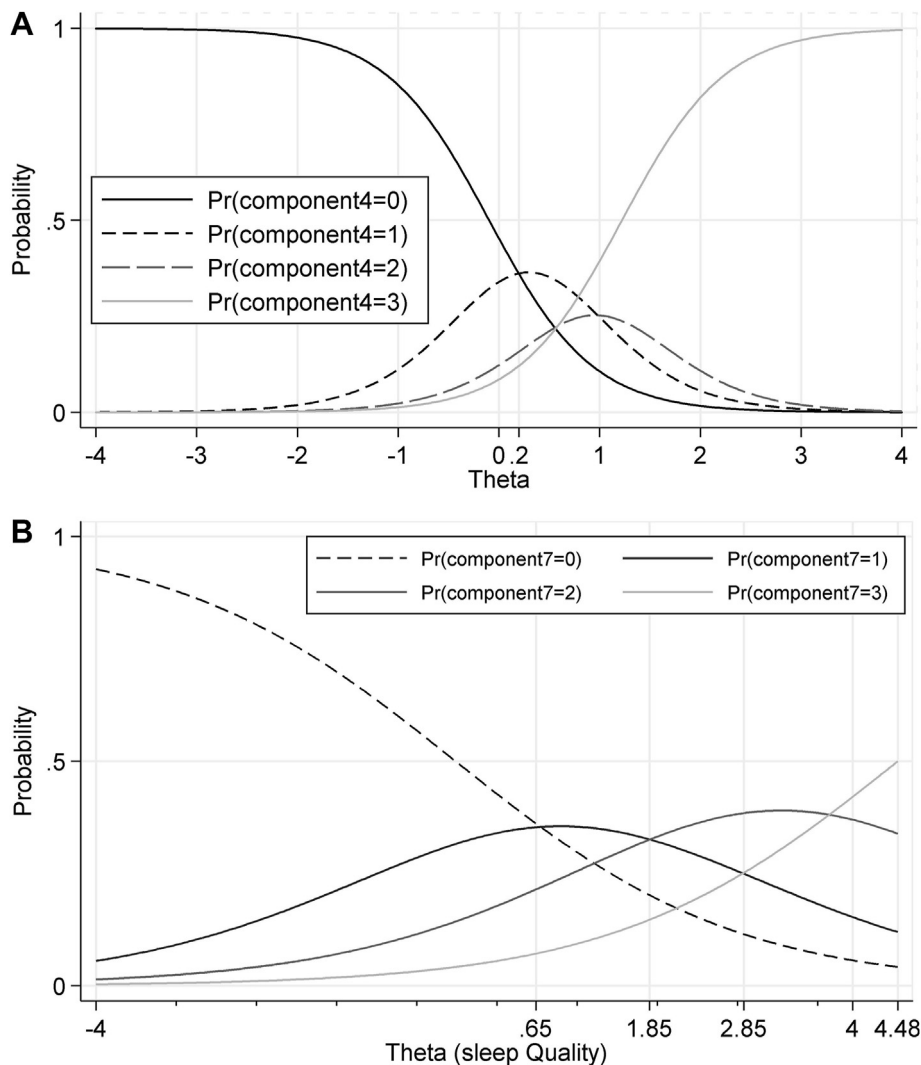 A
1
.5
0
Probability
Pr(component4=0)
Pr(component4=1)
Pr(component4=2)
Pr(component4=3)
-4 -3 -2 -1 0 .2 1 2 3 4
Theta
B
1
.5
0
Probability
Pr(component7=0) Pr(component7=1)
Pr(component7=2) Pr(component7=3)
-4 .65 1.85 2.85 4 4.48
Theta (sleep Quality)